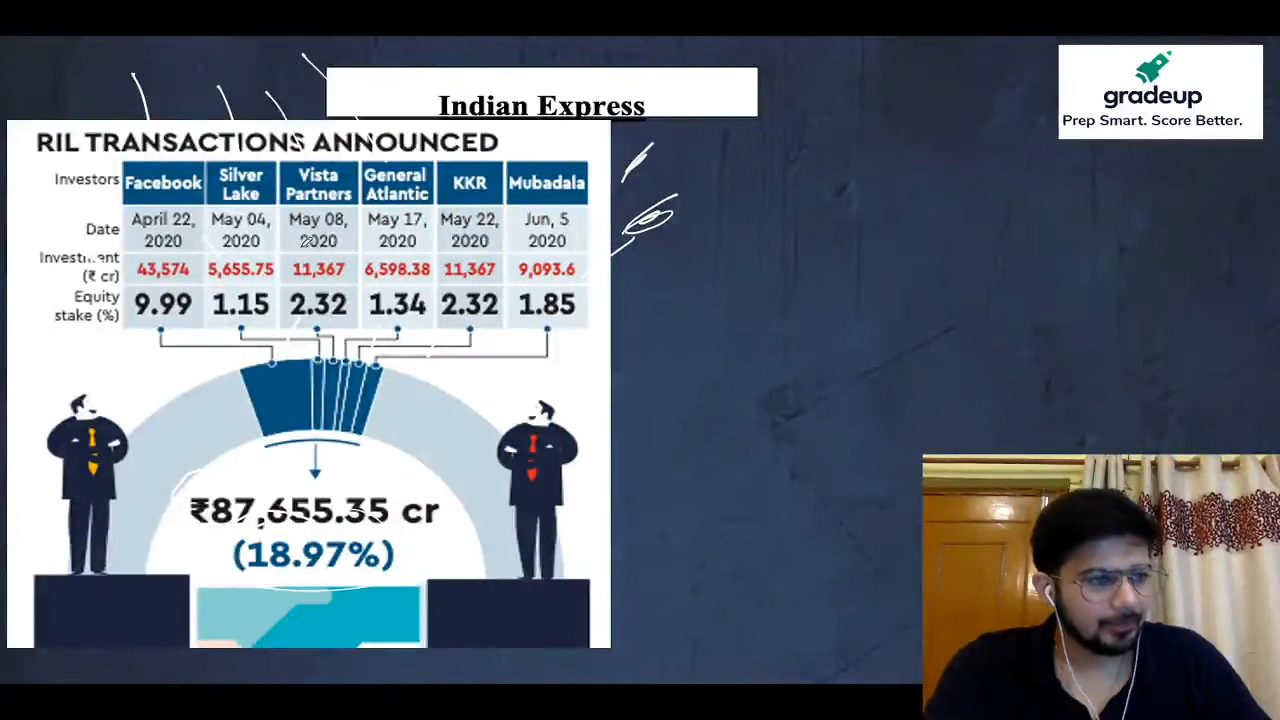 Indian Express
gradeup
Prep Smart. Score Better.
RIL TRANSACTIONS ANNOUNCED
Investors Facebook Silver Lake Vista Partners General Atlantic KKR Mubadala
Date April 22, 2020 May 04, 2020 May 08, 2020 May 17, 2020 May 22, 2020 Jun, 5 2020
Investment (₹ cr) 43,574 5,655.75 11,367 6,598.38 11,367 9,093.6
Equity stake (%) 9.99 1.15 2.32 1.34 2.32 1.85
₹87,655.35 cr
(18.97%)